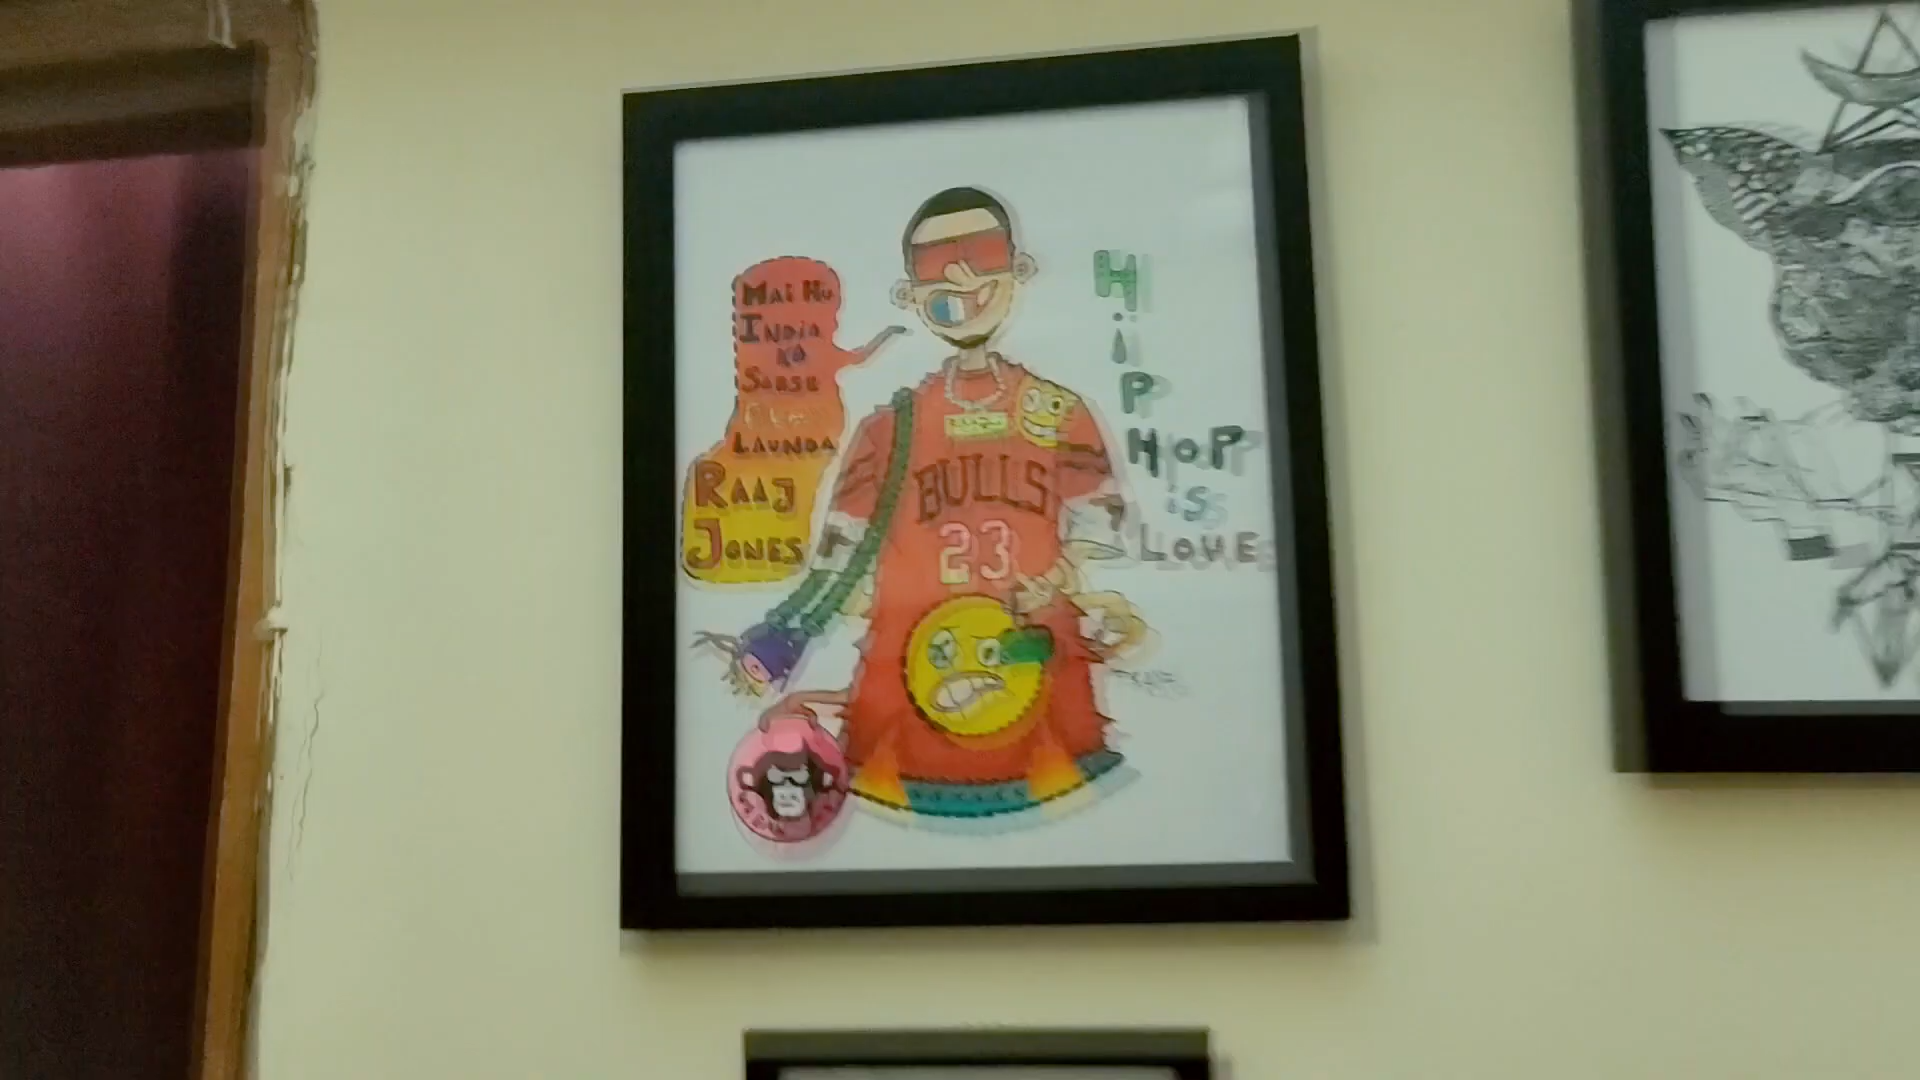 MAi Hu
INDiA
KA
SABSE
LAUNDA
RAAJ
JONES
BULLS
23
HiP
HOP
iS
LOVE